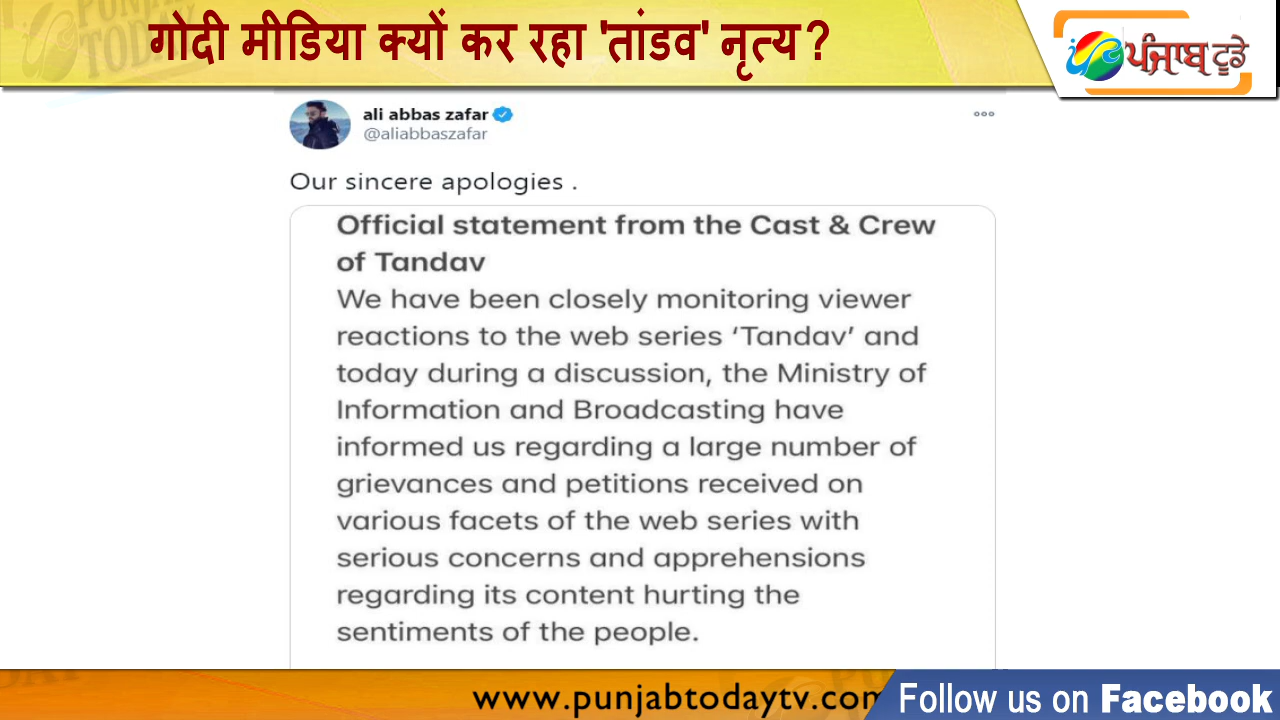 गोदी मीडिया क्यों कर रहा 'तांडव' नृत्य?
ਪੰਜਾਬ ਟੂਡੇ
ali abbas zafar
@aliabbaszafar
Our sincere apologies .
Official statement from the Cast & Crew
of Tandav
We have been closely monitoring viewer
reactions to the web series ‘Tandav’ and
today during a discussion, the Ministry of
Information and Broadcasting have
informed us regarding a large number of
grievances and petitions received on
various facets of the web series with
serious concerns and apprehensions
regarding its content hurting the
sentiments of the people.
www.punjabtodaytv.com
Follow us on Facebook